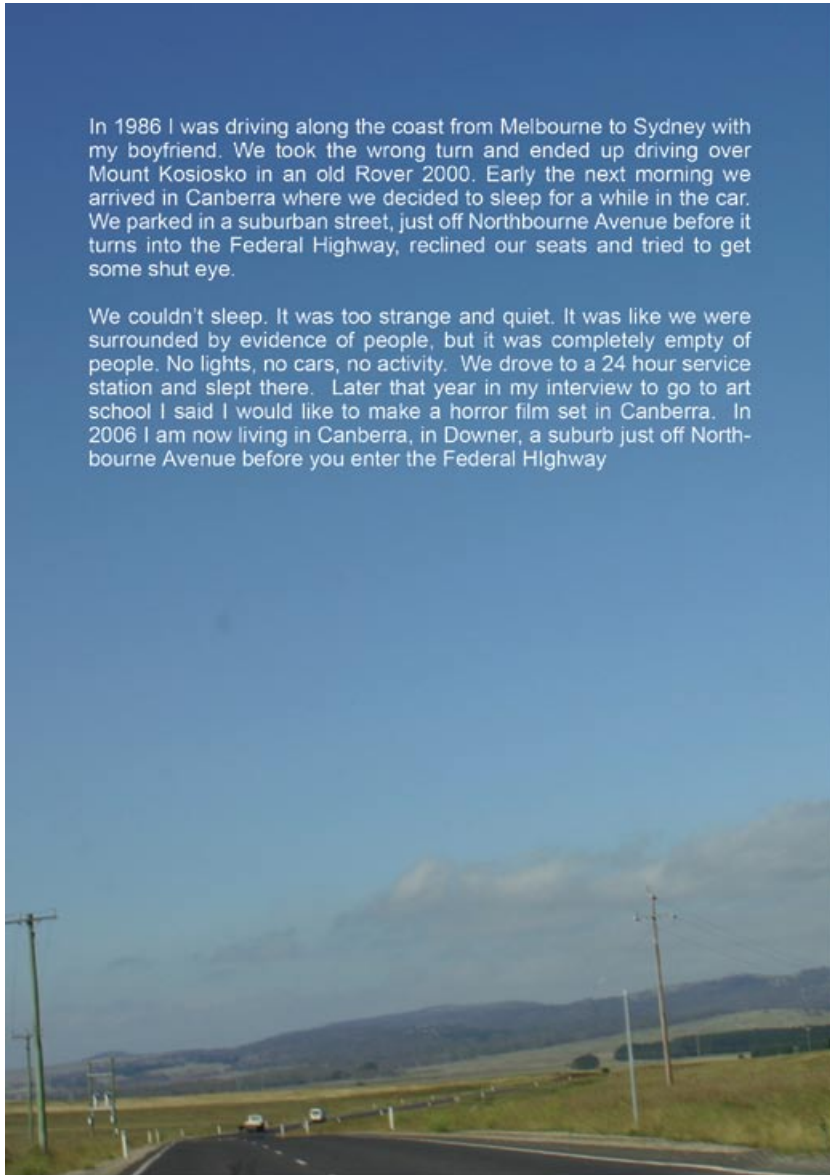 In 1986 I was driving along the coast from Melbourne to Sydney with
my boyfriend. We took the wrong turn and ended up driving over
Mount Kosiosko in an old Rover 2000. Early the next morning we
arrived in Canberra where we decided to sleep for a while in the car.
We parked in a suburban street, just off Northbourne Avenue before it
turns into the Federal Highway, reclined our seats and tried to get
some shut eye.
We couldn't sleep. It was too strange and quiet. It was like we were
surrounded by evidence of people, but it was completely empty of
people. No lights, no cars, no activity.  We drove to a 24 hour service
station and slept there.  Later that year in my interview to go to art
school I said I would like to make a horror film set in Canberra.  In
2006 I am now living in Canberra, in Downer, a suburb just off North-
bourne Avenue before you enter the Federal HIghway